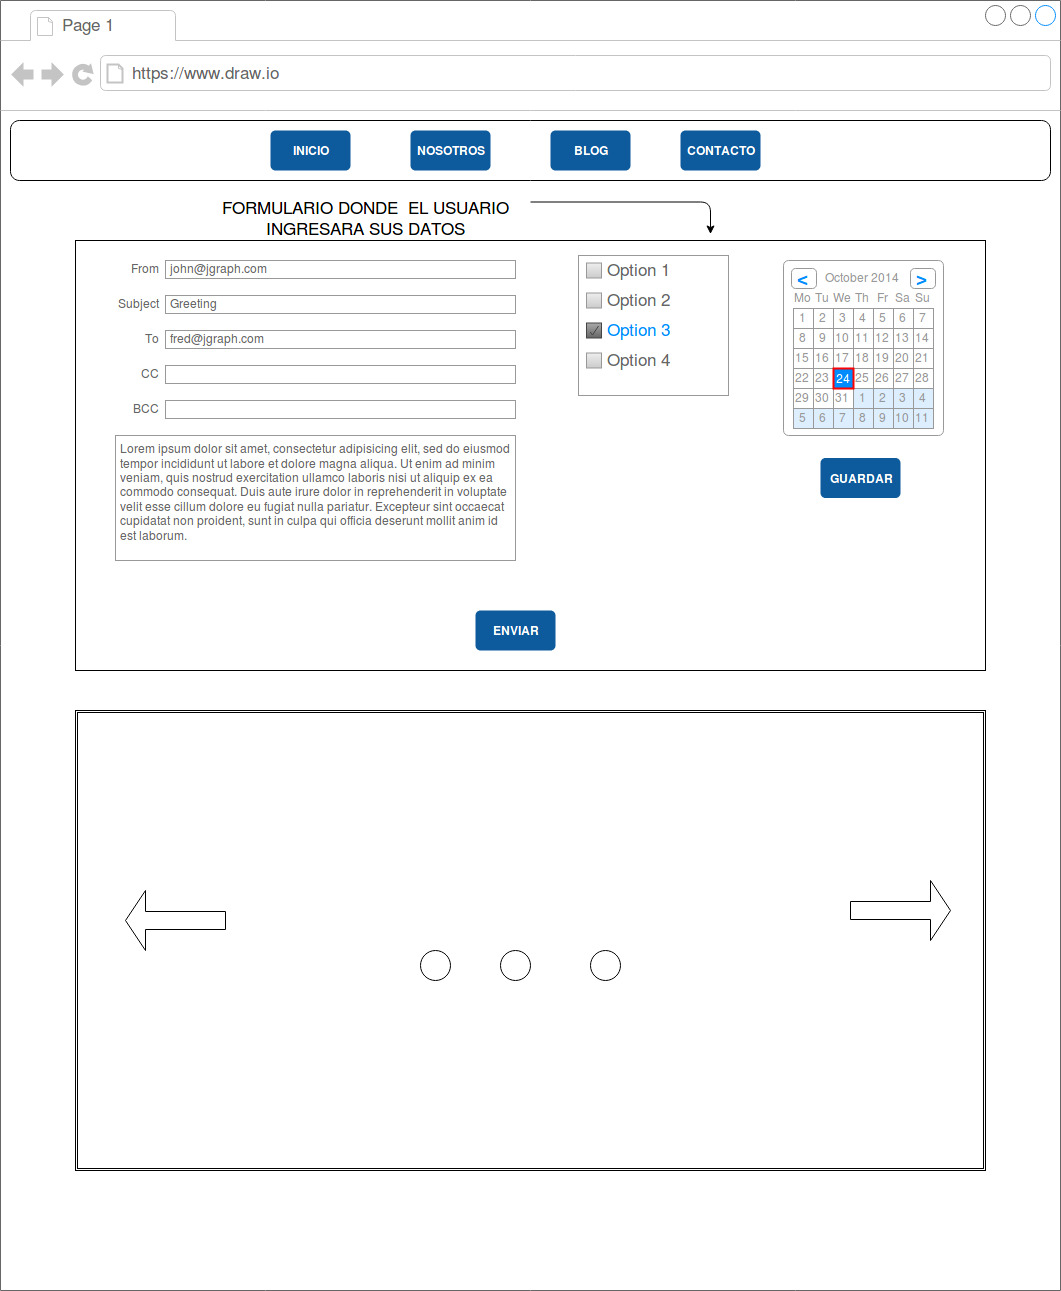 Page 1
https://www.draw.io
INICIO NOSOTROS BLOG CONTACTO
FORMULARIO DONDE EL USUARIO
INGRESARA SUS DATOS
From john@jgraph.com
Subject Greeting
To fred@jgraph.com
CC
BCC
Lorem ipsum dolor sit amet, consectetur adipisicing elit, sed do eiusmod
tempor incididunt ut labore et dolore magna aliqua. Ut enim ad minim
veniam, quis nostrud exercitation ullamco laboris nisi ut aliquip ex ea
commodo consequat. Duis aute irure dolor in reprehenderit in voluptate
velit esse cillum dolore eu fugiat nulla pariatur. Excepteur sint occaecat
cupidatat non proident, sunt in culpa qui officia deserunt mollit anim id
est laborum.
Option 1
Option 2
Option 3
Option 4
< October 2014 >
Mo Tu We Th Fr Sa Su
1 2 3 4 5 6 7
8 9 10 11 12 13 14
15 16 17 18 19 20 21
22 23 24 25 26 27 28
29 30 31 1 2 3 4
5 6 7 8 9 10 11
GUARDAR
ENVIAR